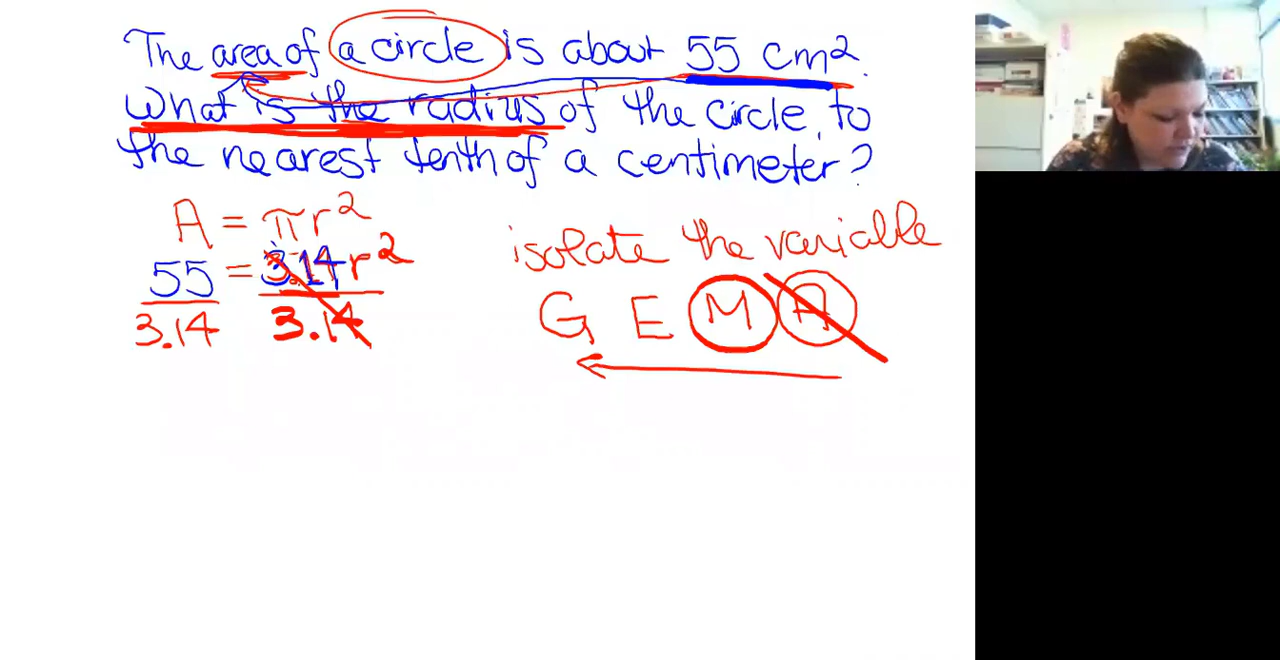 The area of a circle is about 55 cm².
What is the radius of the circle, to
the nearest tenth of a centimeter?
A = πr²
55 = 3.14r²
3.14 3.14
isolate the variable
G E M A